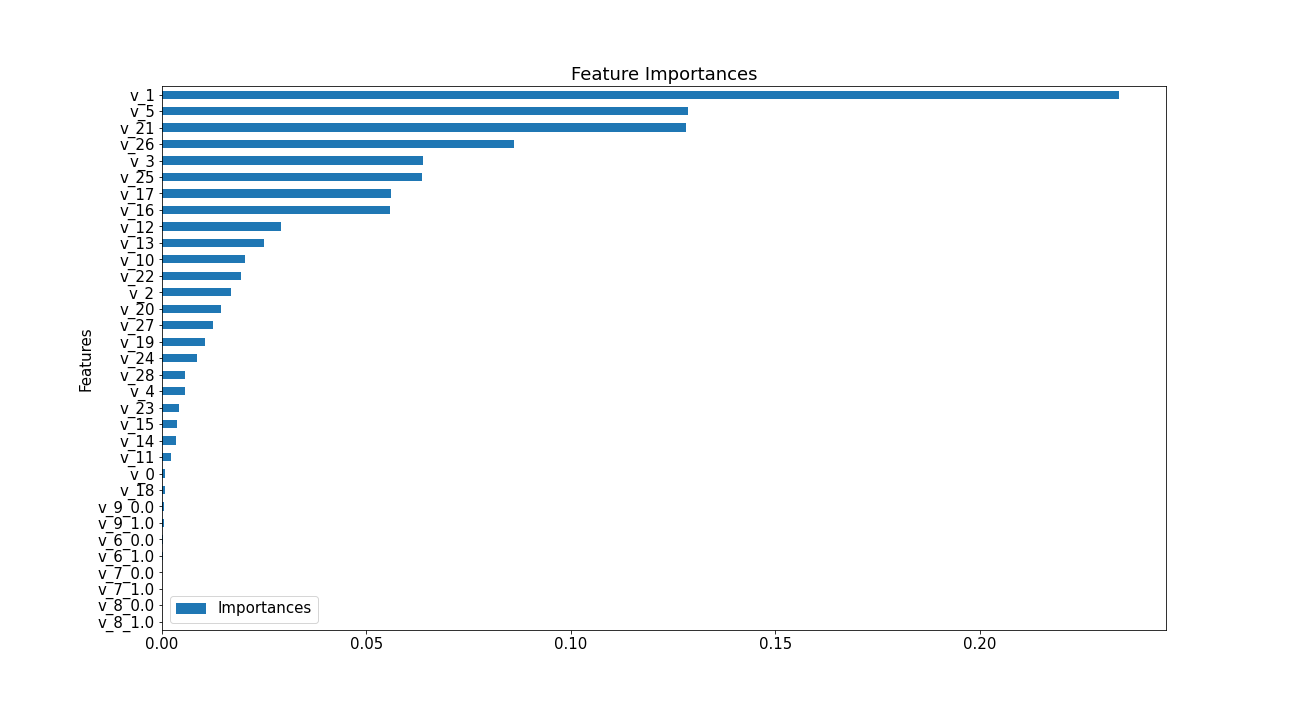 Feature Importances
v_1
v_5
v_21
v_26
v_3
v_25
v_17
v_16
v_12
v_13
v_10
v_22
v_2
v_20
v_27
v_19
v_24
v_28
v_4
v_23
v_15
v_14
v_11
v_0
v_18
v_9_0.0
v_9_1.0
v_6_0.0
v_6_1.0
v_7_0.0
v_7_1.0
v_8_0.0
v_8_1.0
Features
Importances
0.00 0.05 0.10 0.15 0.20